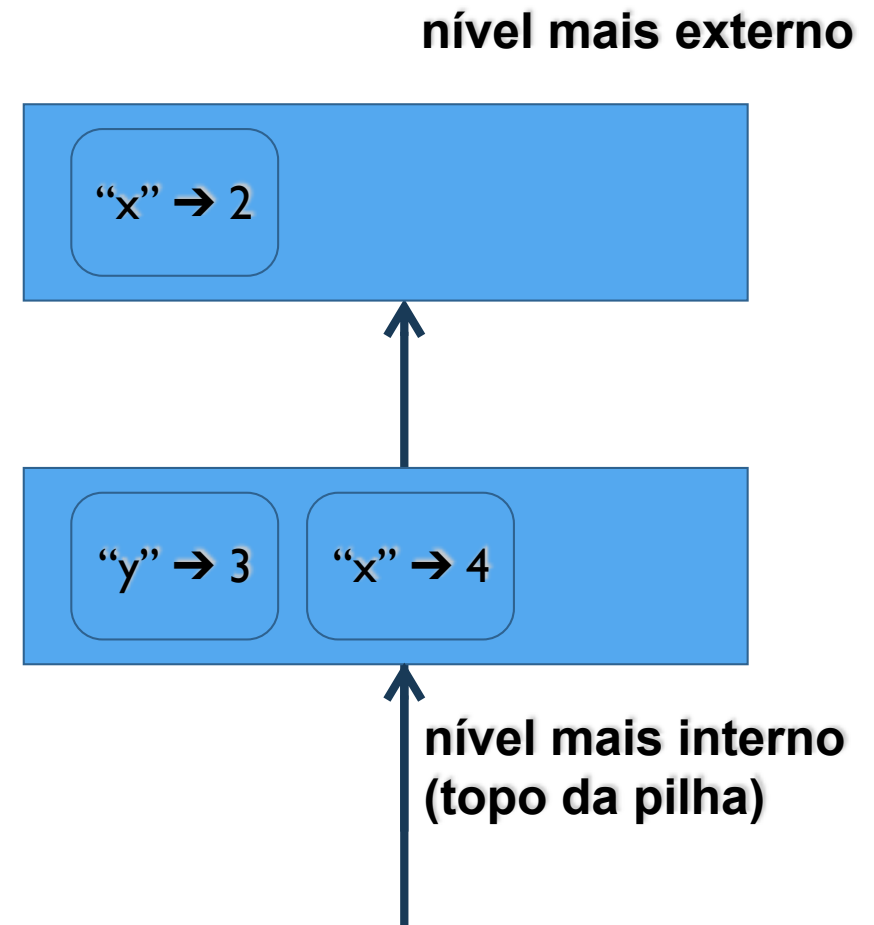 nível mais externo
“x” ➔ 2
“y” ➔ 3
“x” ➔ 4
nível mais interno
(topo da pilha)